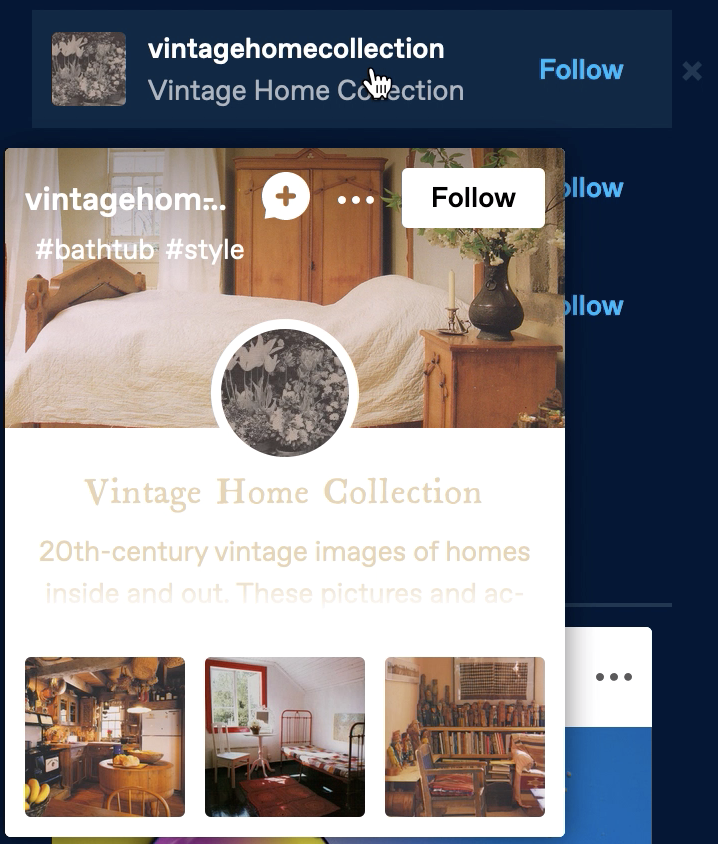 vintagehomecollection
Vintage Home Collection
Follow
vintagehom-...
Follow
#bathtub #style
ollow
ollow
Vintage Home Collection
20th-century vintage images of homes
inside and out. These pictures and ac-